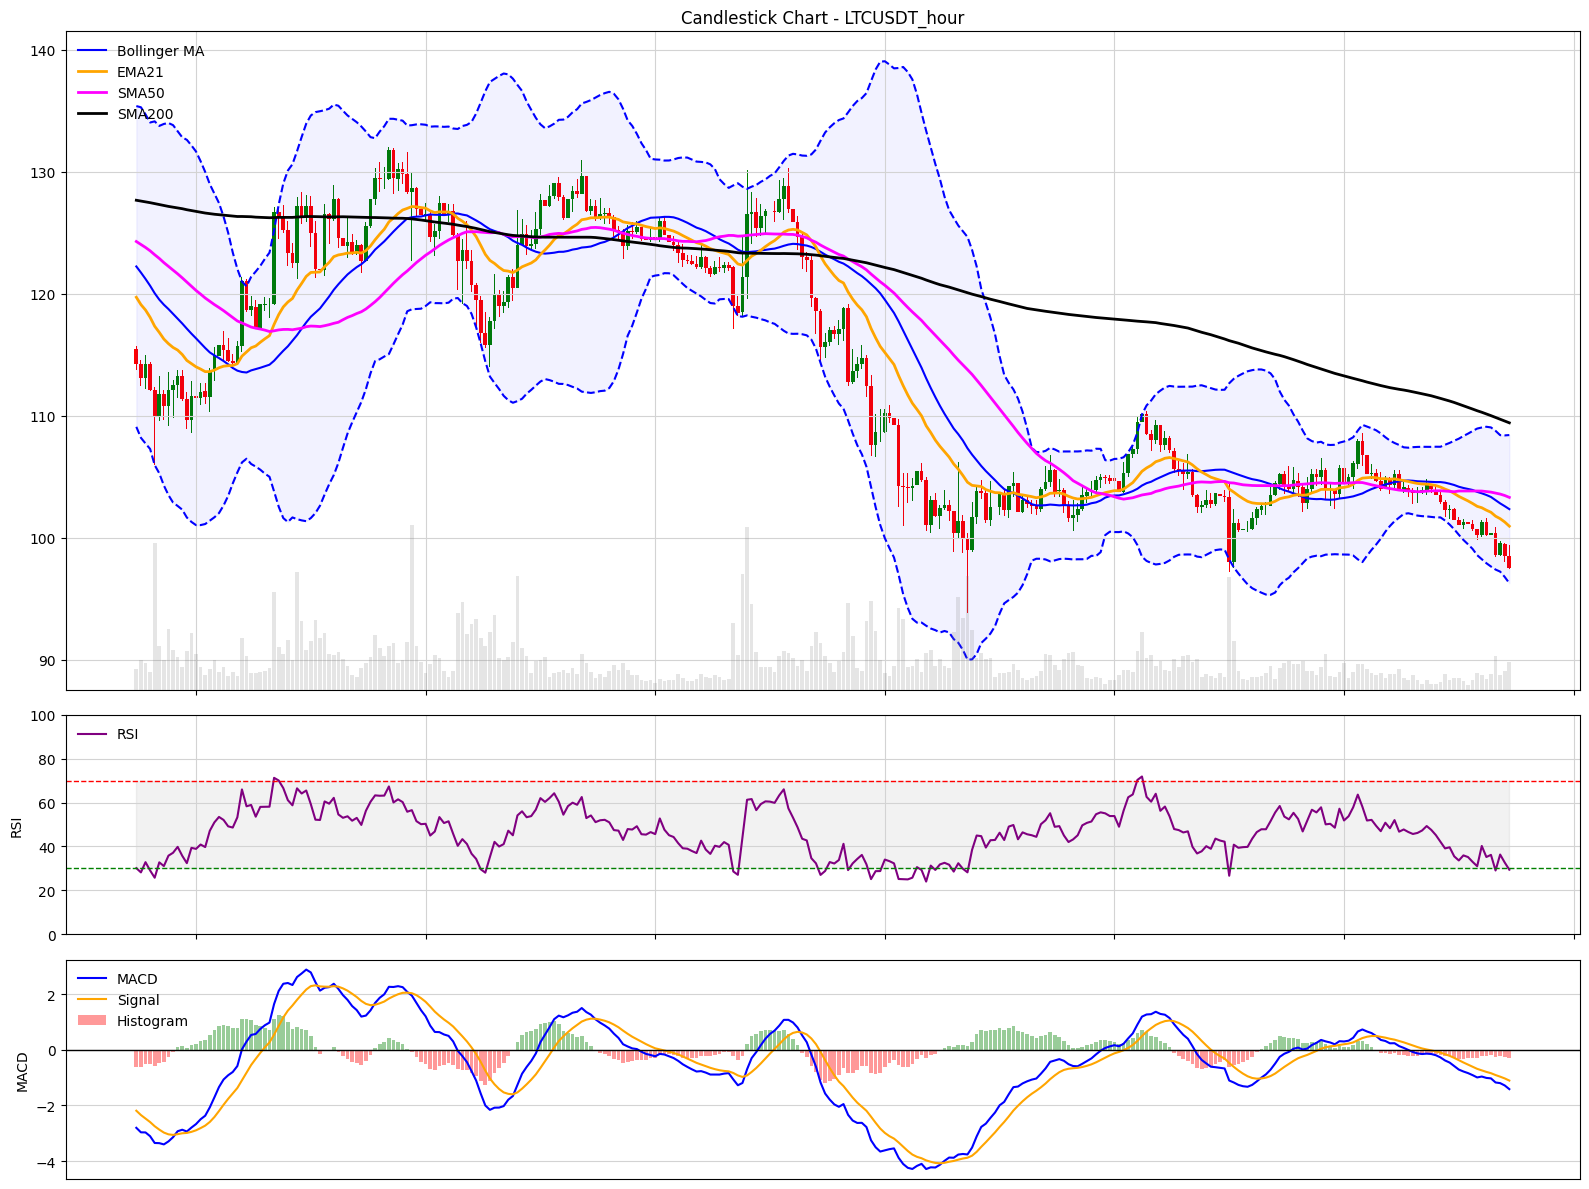 Candlestick Chart - LTCUSDT_hour
140
130
120
110
100
90
Bollinger MA
EMA21
SMA50
SMA200
100
80
60
40
20
0
RSI
RSI
2
0
−2
−4
MACD
MACD
Signal
Histogram